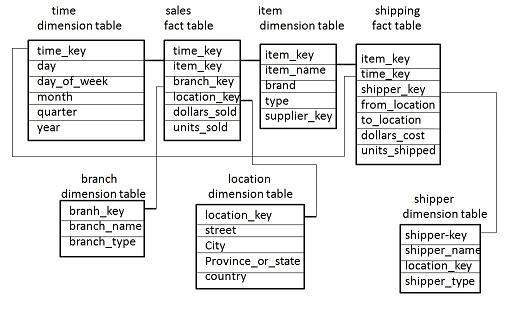 time
dimension table
time_key
day
day_of_week
month
quarter
year
sales
fact table
time_key
item_key
branch_key
location_key
dollars_sold
units_sold
item
dimension table
item_key
item_name
brand
type
supplier_key
shipping
fact table
item_key
time_key
shipper_key
from_location
to_location
dollars_cost
units_shipped
branch
dimension table
branh_key
branch_name
branch_type
location
dimension table
location_key
street
City
Province_or_state
country
shipper
dimension table
shipper-key
shipper_name
location_key
shipper_type